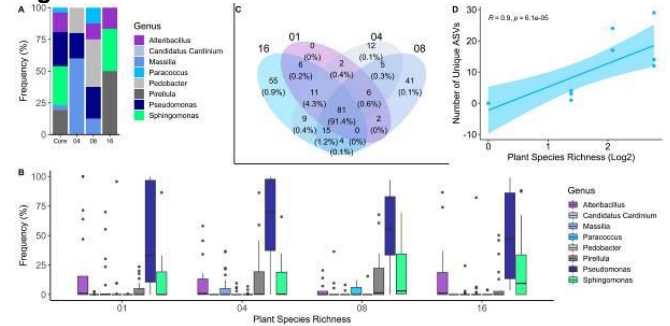 A
Frequency (%)
100
75
50
25
0
Core 04 08 16
Genus
Alteribacillus
Candidatus Cardinium
Massilia
Paracoccus
Pedobacter
Pirellula
Pseudomonas
Sphingomonas
C
16 01 04 08
0 (0%)
12 (0.1%)
6 (0.2%)
2 (0.4%)
5 (0.3%)
55 (0.9%)
41 (0.1%)
11 (4.3%)
6 (0.6%)
81 (91.4%)
9 (0.4%)
2 (0%)
15 (1.2%)
0 (0%)
4 (0.1%)
D
R = 0.9, p = 6.1e-05
Number of Unique ASVs
30
20
10
0
-10
0 1 2
Plant Species Richness (Log2)
B
Frequency (%)
100
75
50
25
0
01 04 08 16
Plant Species Richness
Genus
Alteribacillus
Candidatus Cardinium
Massilia
Paracoccus
Pedobacter
Pirellula
Pseudomonas
Sphingomonas